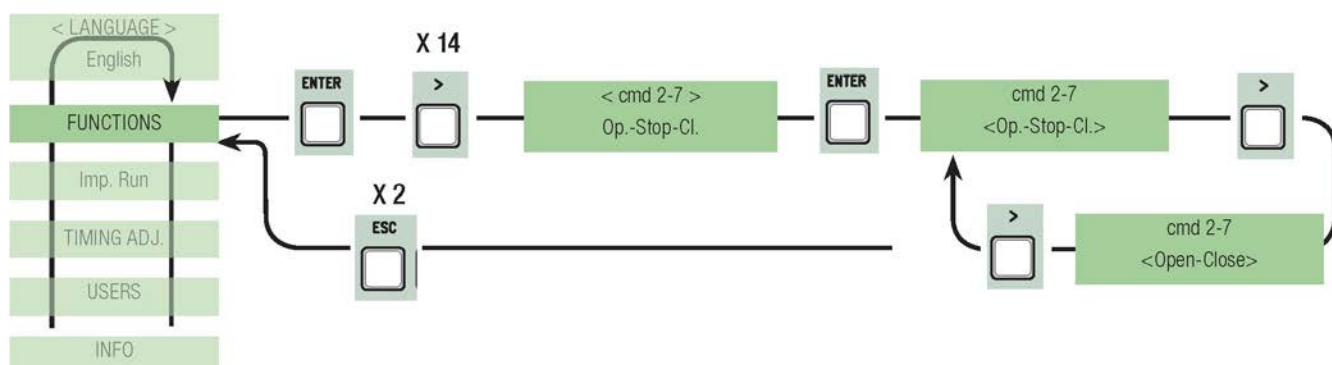 < LANGUAGE >
English
FUNCTIONS
Imp. Run
TIMING ADJ.
USERS
INFO
ENTER
X 14
>
< cmd 2-7 >
Op.-Stop-Cl.
ENTER
cmd 2-7
<Op.-Stop-Cl.>
>
X 2
ESC
>
cmd 2-7
<Open-Close>